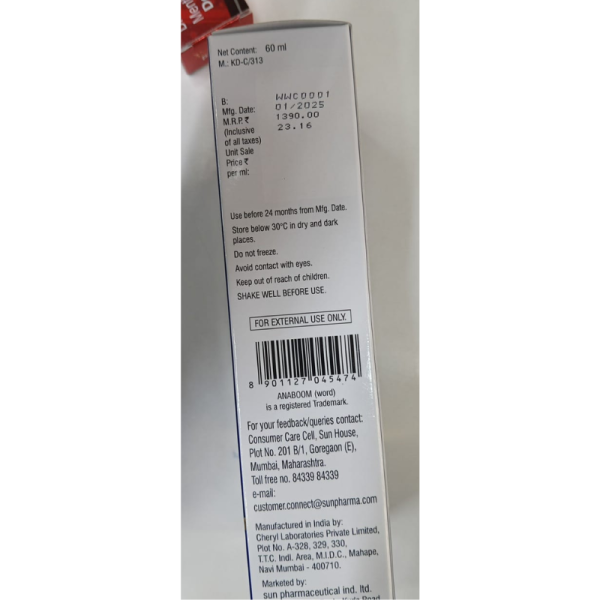 Net Content: 60 ml
M.: KD-C/313
B: WWC0001
Mfg. Date: 01/2025
M.R.P.₹ 1390.00
(Inclusive 23.16
of all taxes)
Unit Sale
Price ₹
per ml:
Use before 24 months from Mfg. Date.
Store below 30°C in dry and dark
places.
Do not freeze.
Avoid contact with eyes.
Keep out of reach of children.
SHAKE WELL BEFORE USE.
FOR EXTERNAL USE ONLY.
8 901127 045474
ANABOOM (word)
is a registered Trademark.
For your feedback/queries contact:
Consumer Care Cell, Sun House,
Plot No. 201 B/1, Goregaon (E),
Mumbai, Maharashtra.
Toll free no. 84339 84339
e-mail:
customer.connect@sunpharma.com
Manufactured in India by:
Cheryl Laboratories Private Limited,
Plot No. A-328, 329, 330,
T.T.C. Indl. Area, M.I.D.C., Mahape,
Navi Mumbai - 400710.
Marketed by:
sun pharmaceutical ind. ltd.